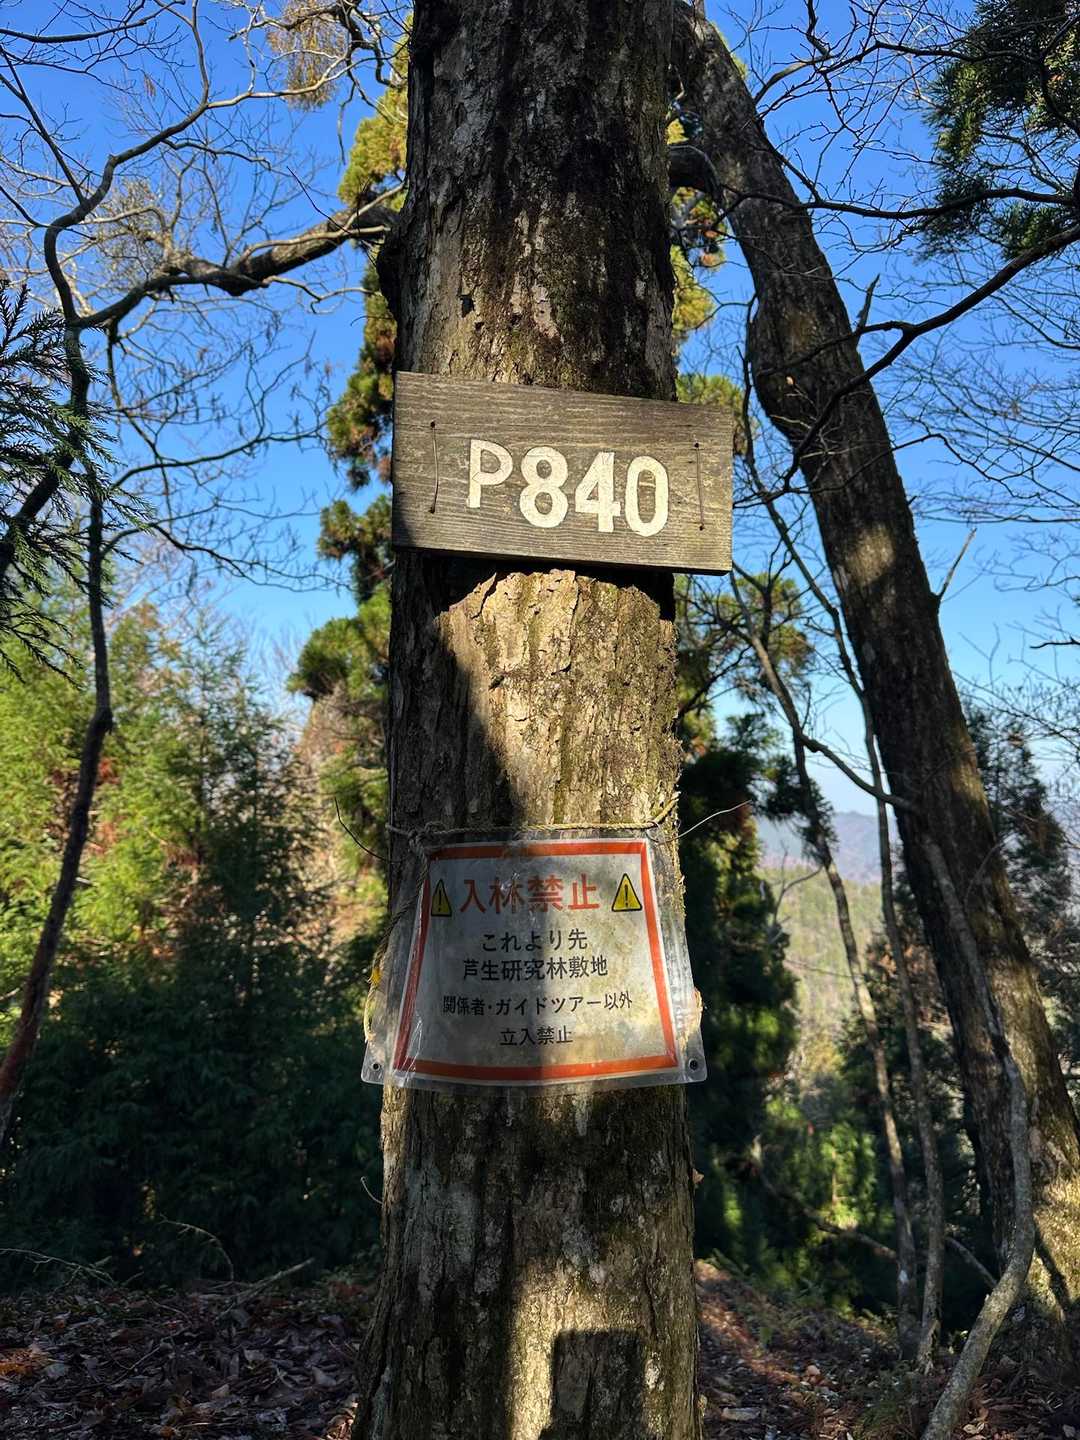 P840
入林禁止
これより先
芦生研究林敷地
関係者・ガイドツアー以外
立入禁止